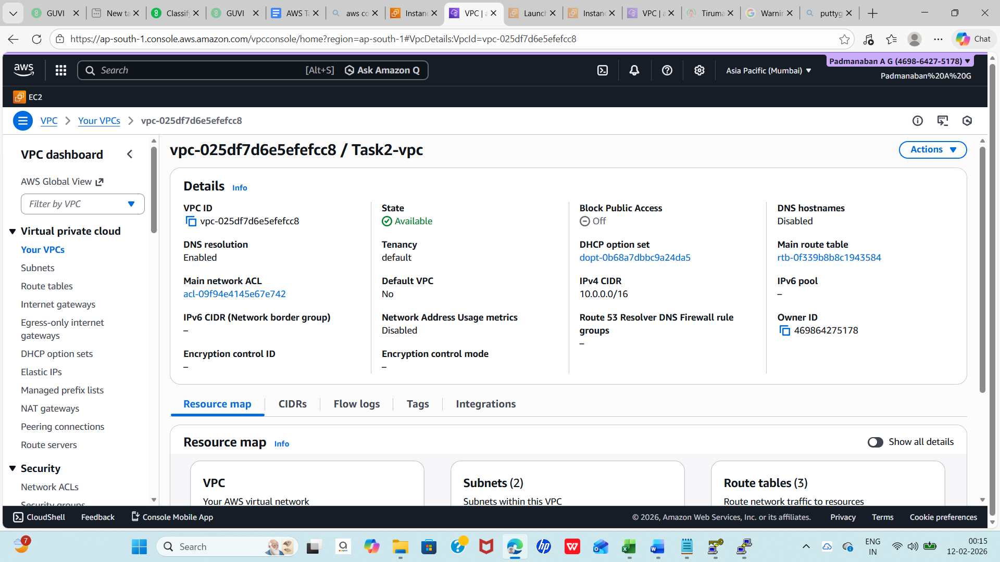 GUVI
New ta
Classify
GUVI
AWS Ta
aws co
Instanc
VPC | a
Launch
Instanc
VPC | a
Tiruma
Warnin
puttyg
https://ap-south-1.console.aws.amazon.com/vpcconsole/home?region=ap-south-1#VpcDetails:VpcId=vpc-025df7d6e5efefcc8
Chat
aws
Search
[Alt+S]
Ask Amazon Q
Asia Pacific (Mumbai)
Padmanaban A G (4698-6427-5178)
Padmanaban%20A%20G
EC2
VPC
Your VPCs
vpc-025df7d6e5efefcc8
VPC dashboard
AWS Global View
Filter by VPC
Virtual private cloud
Your VPCs
Subnets
Route tables
Internet gateways
Egress-only internet
gateways
DHCP option sets
Elastic IPs
Managed prefix lists
NAT gateways
Peering connections
Route servers
Security
Network ACLs
Security groups
vpc-025df7d6e5efefcc8 / Task2-vpc
Actions
Details Info
VPC ID
vpc-025df7d6e5efefcc8
State
Available
Block Public Access
Off
DNS hostnames
Disabled
DNS resolution
Enabled
Tenancy
default
DHCP option set
dopt-0b68a7dbbc9a24da5
Main route table
rtb-0f339b8b8c1943584
Main network ACL
acl-09f94e4145e67e742
Default VPC
No
IPv4 CIDR
10.0.0.0/16
IPv6 pool
–
IPv6 CIDR (Network border group)
–
Network Address Usage metrics
Disabled
Route 53 Resolver DNS Firewall rule
groups
–
Owner ID
469864275178
Encryption control ID
–
Encryption control mode
–
Resource map
CIDRs
Flow logs
Tags
Integrations
Resource map Info
Show all details
VPC
Your AWS virtual network
Subnets (2)
Subnets within this VPC
Route tables (3)
Route network traffic to resources
CloudShell
Feedback
Console Mobile App
© 2026, Amazon Web Services, Inc. or its affiliates.
Privacy
Terms
Cookie preferences
7
Search
ENG
IN
00:15
12-02-2026